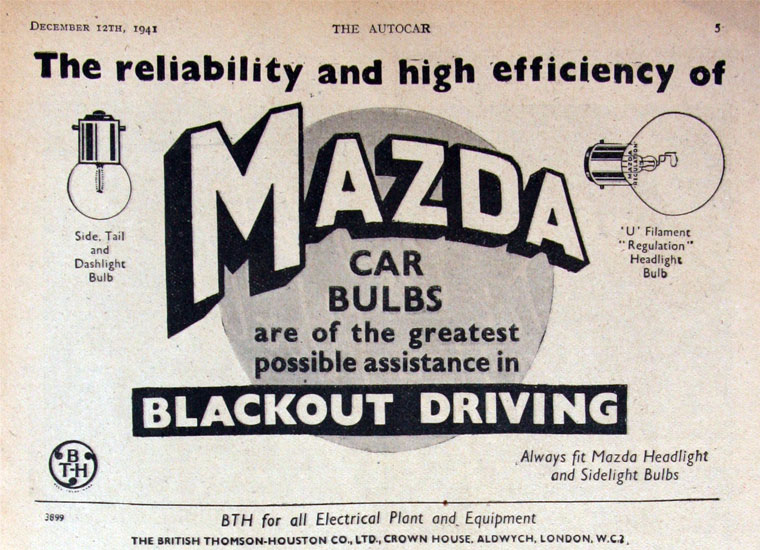 DECEMBER 12TH, 1941 THE AUTOCAR 5
The reliability and high efficiency of
MAZDA
Side, Tail
and
Dashlight
Bulb
MAZDA
REGULATION
'U' Filament
"Regulation"
Headlight
Bulb
CAR
BULBS
are of the greatest
possible assistance in
BLACKOUT DRIVING
B
T-H
Always fit Mazda Headlight
and Sidelight Bulbs
3899
BTH for all Electrical Plant and Equipment
THE BRITISH THOMSON-HOUSTON CO., LTD., CROWN HOUSE, ALDWYCH, LONDON, W.C.2,